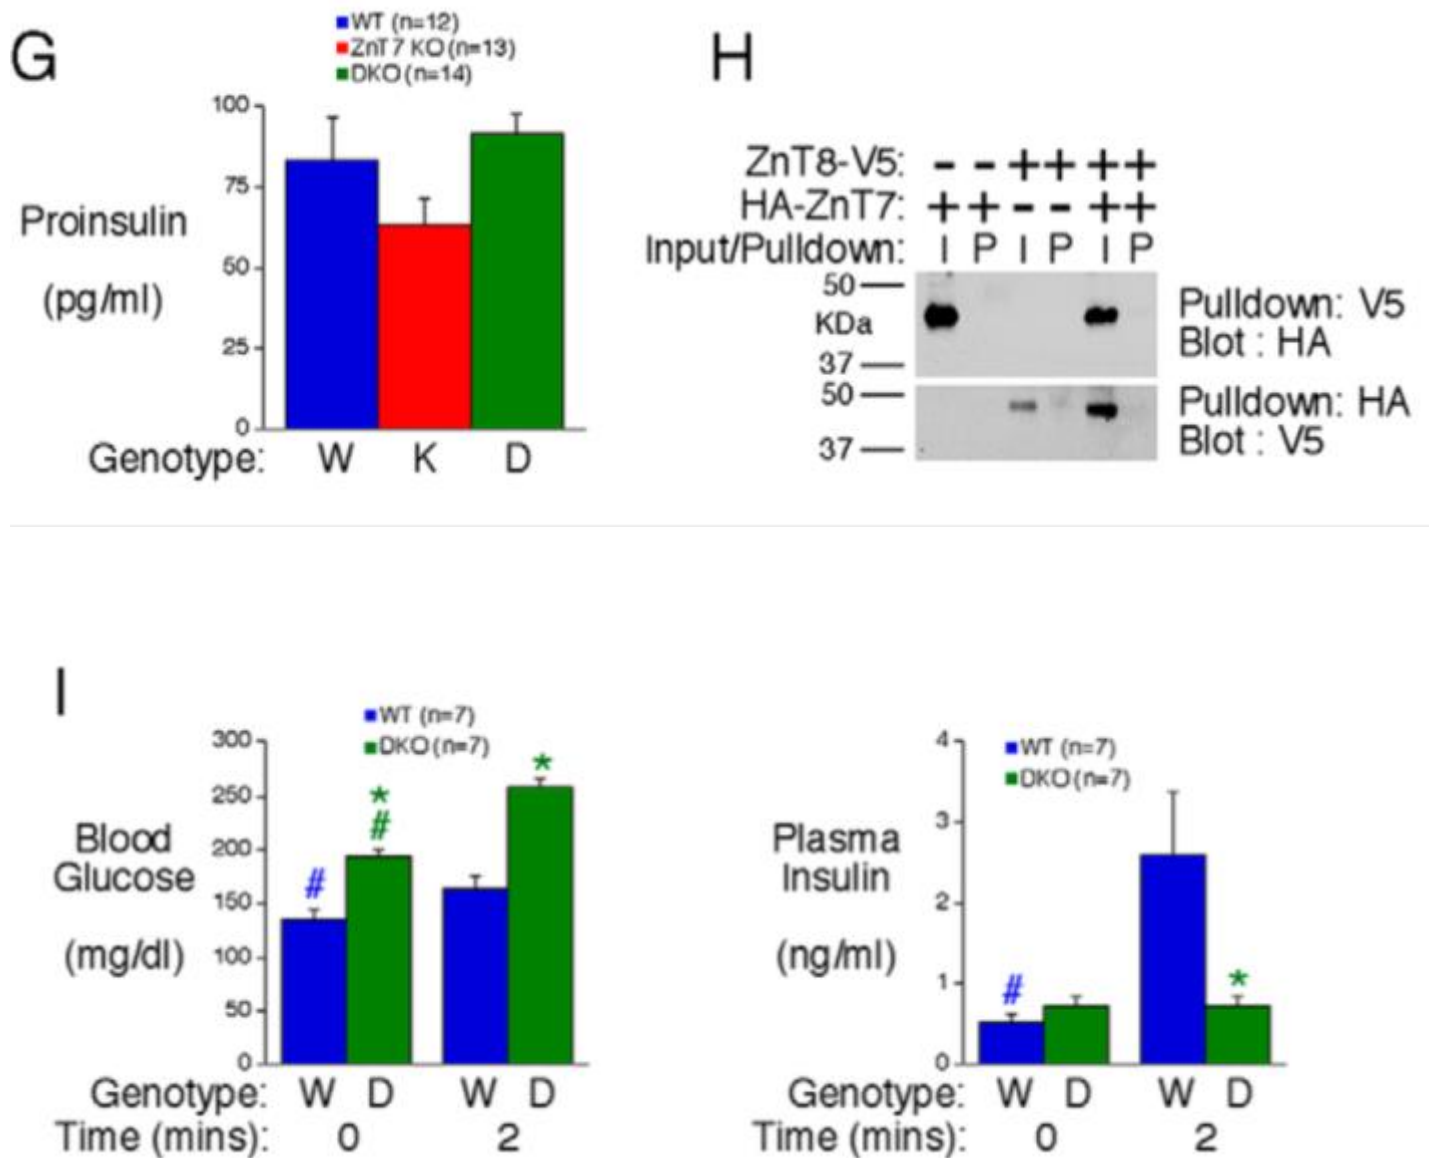 G
WT (n=12)
ZnT7 KO (n=13)
DKO (n=14)
100
75
50
25
0
Proinsulin
(pg/ml)
Genotype: W K D
H
ZnT8-V5: - - + + + +
HA-ZnT7: + + - - + +
Input/Pulldown: I P I P I P
50
KDa
37
Pulldown: V5
Blot : HA
50
37
Pulldown: HA
Blot : V5
I
WT (n=7)
DKO (n=7)
300
250
200
150
100
50
0
Blood
Glucose
(mg/dl)
# * # *
Genotype: W D W D
Time (mins): 0 2
WT (n=7)
DKO (n=7)
4
3
2
1
0
Plasma
Insulin
(ng/ml)
# *
Genotype: W D W D
Time (mins): 0 2